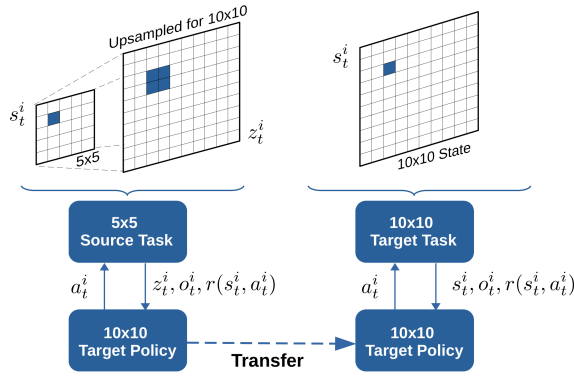 Upsampled for 10x10
s_t^i
5x5
z_t^i
s_t^i
10x10 State
5x5
Source Task
10x10
Target Task
a_t^i
z_t^i, o_t^i, r(s_t^i, a_t^i)
a_t^i
s_t^i, o_t^i, r(s_t^i, a_t^i)
10x10
Target Policy
Transfer
10x10
Target Policy